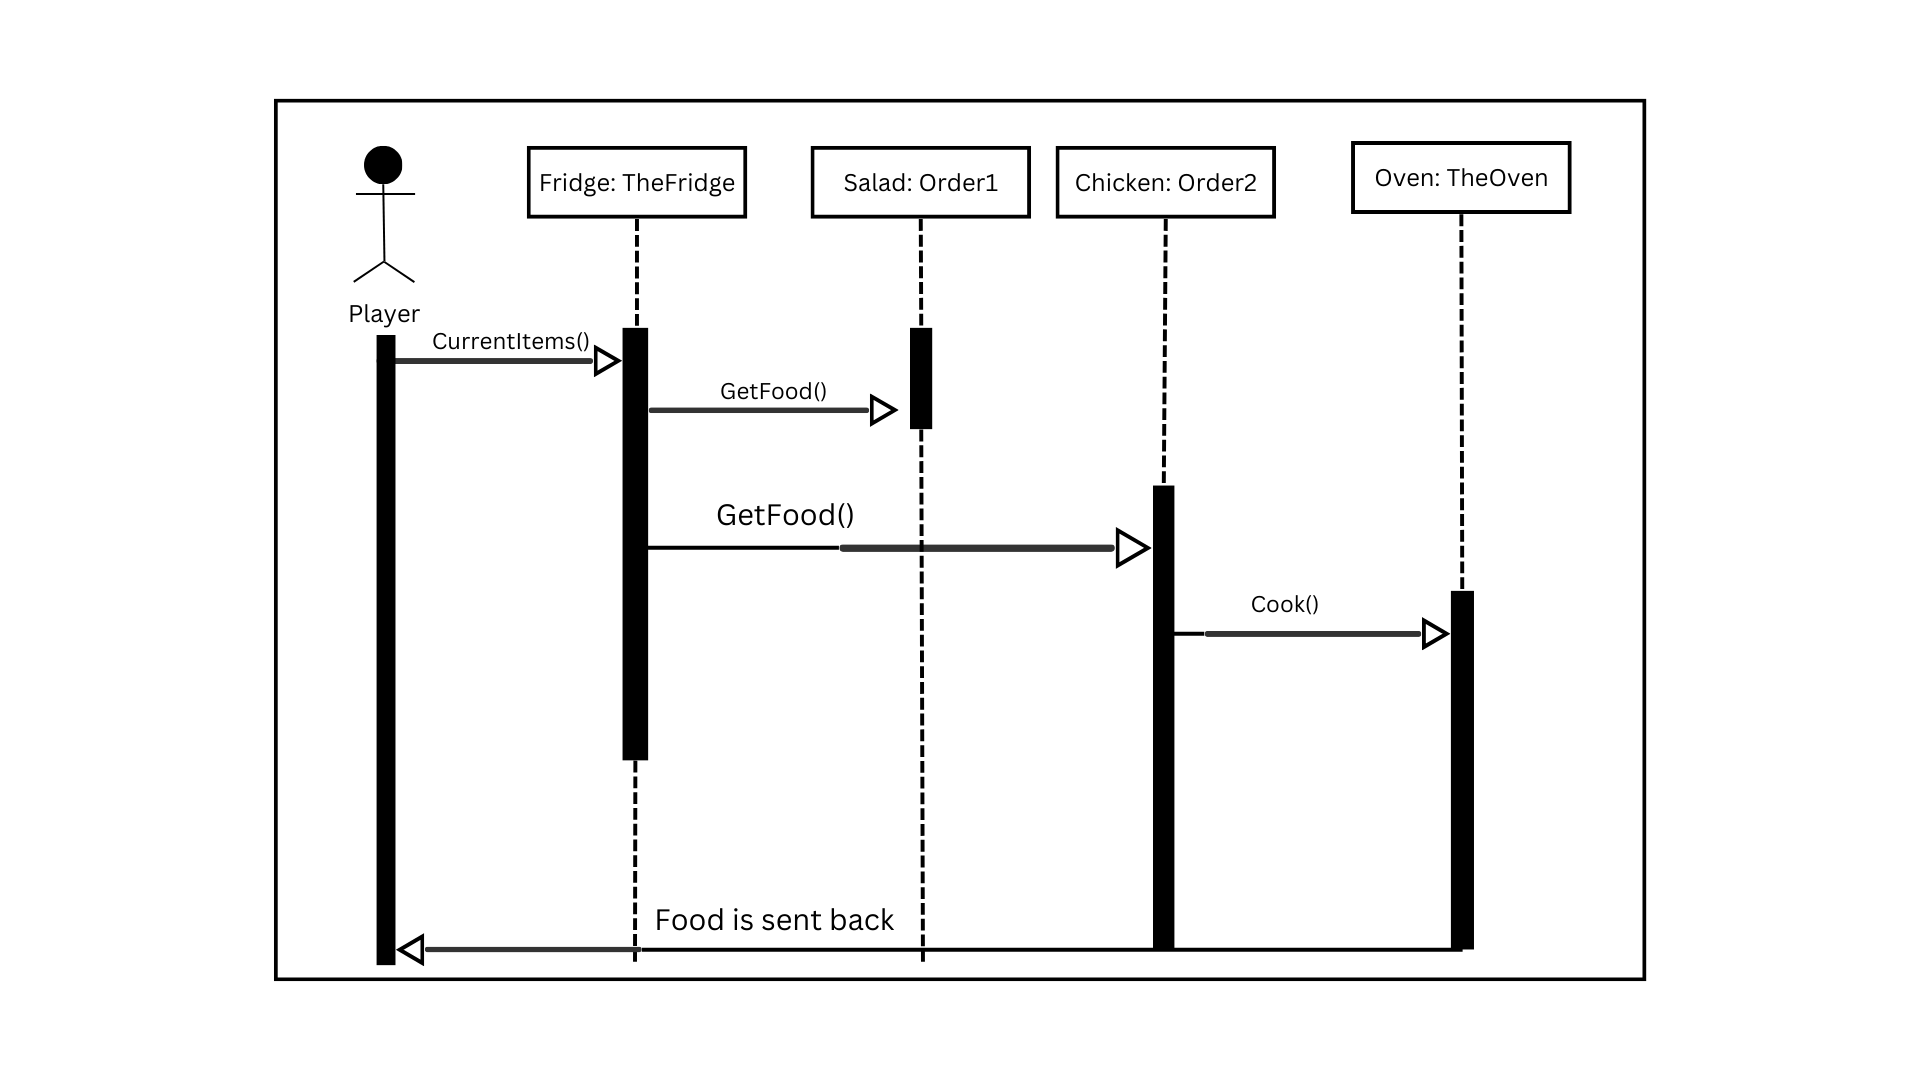 Fridge: TheFridge
Salad: Order1
Chicken: Order2
Oven: TheOven
Player
CurrentItems()
GetFood()
GetFood()
Cook()
Food is sent back